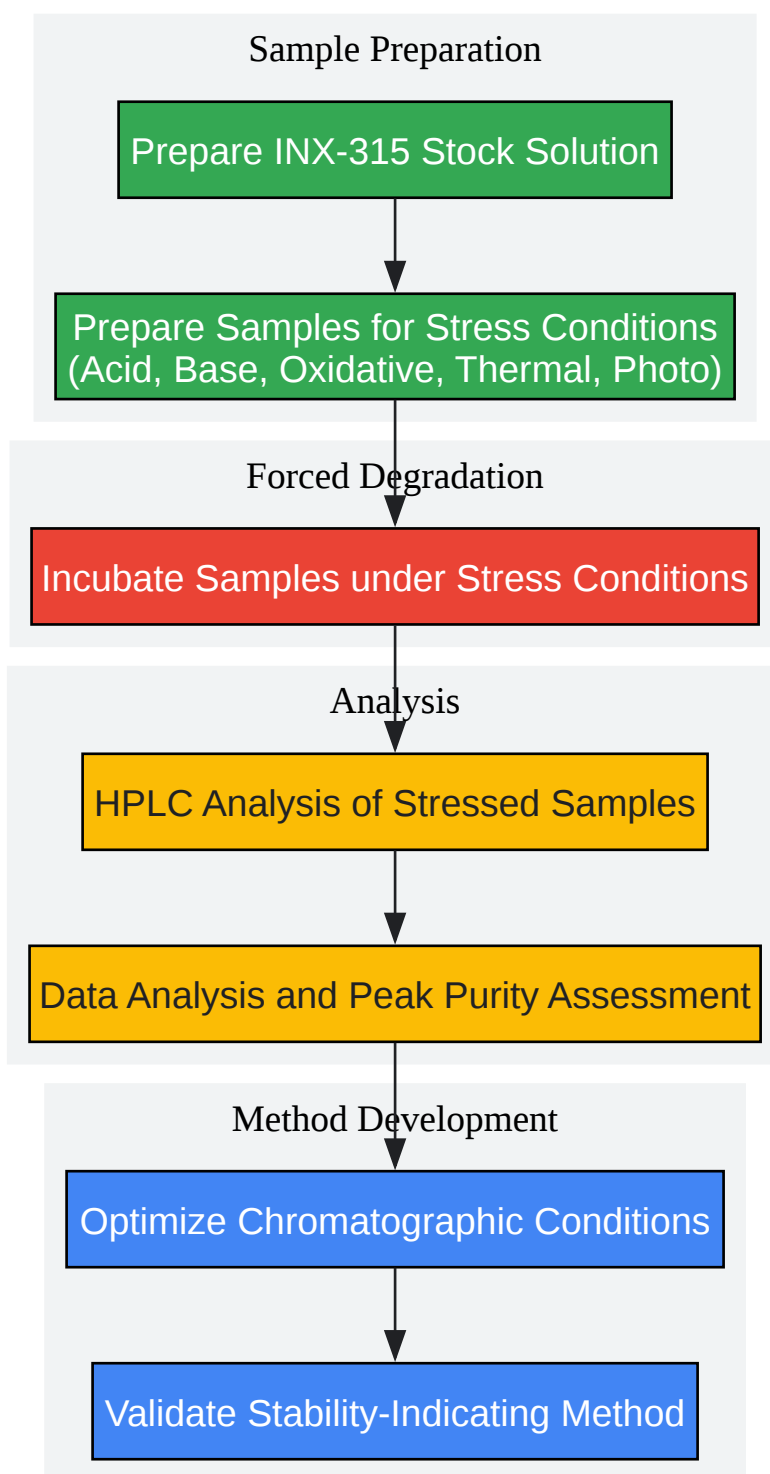 Sample Preparation
Prepare INX-315 Stock Solution
Prepare Samples for Stress Conditions
(Acid, Base, Oxidative, Thermal, Photo)
Forced Degradation
Incubate Samples under Stress Conditions
Analysis
HPLC Analysis of Stressed Samples
Data Analysis and Peak Purity Assessment
Method Development
Optimize Chromatographic Conditions
Validate Stability-Indicating Method